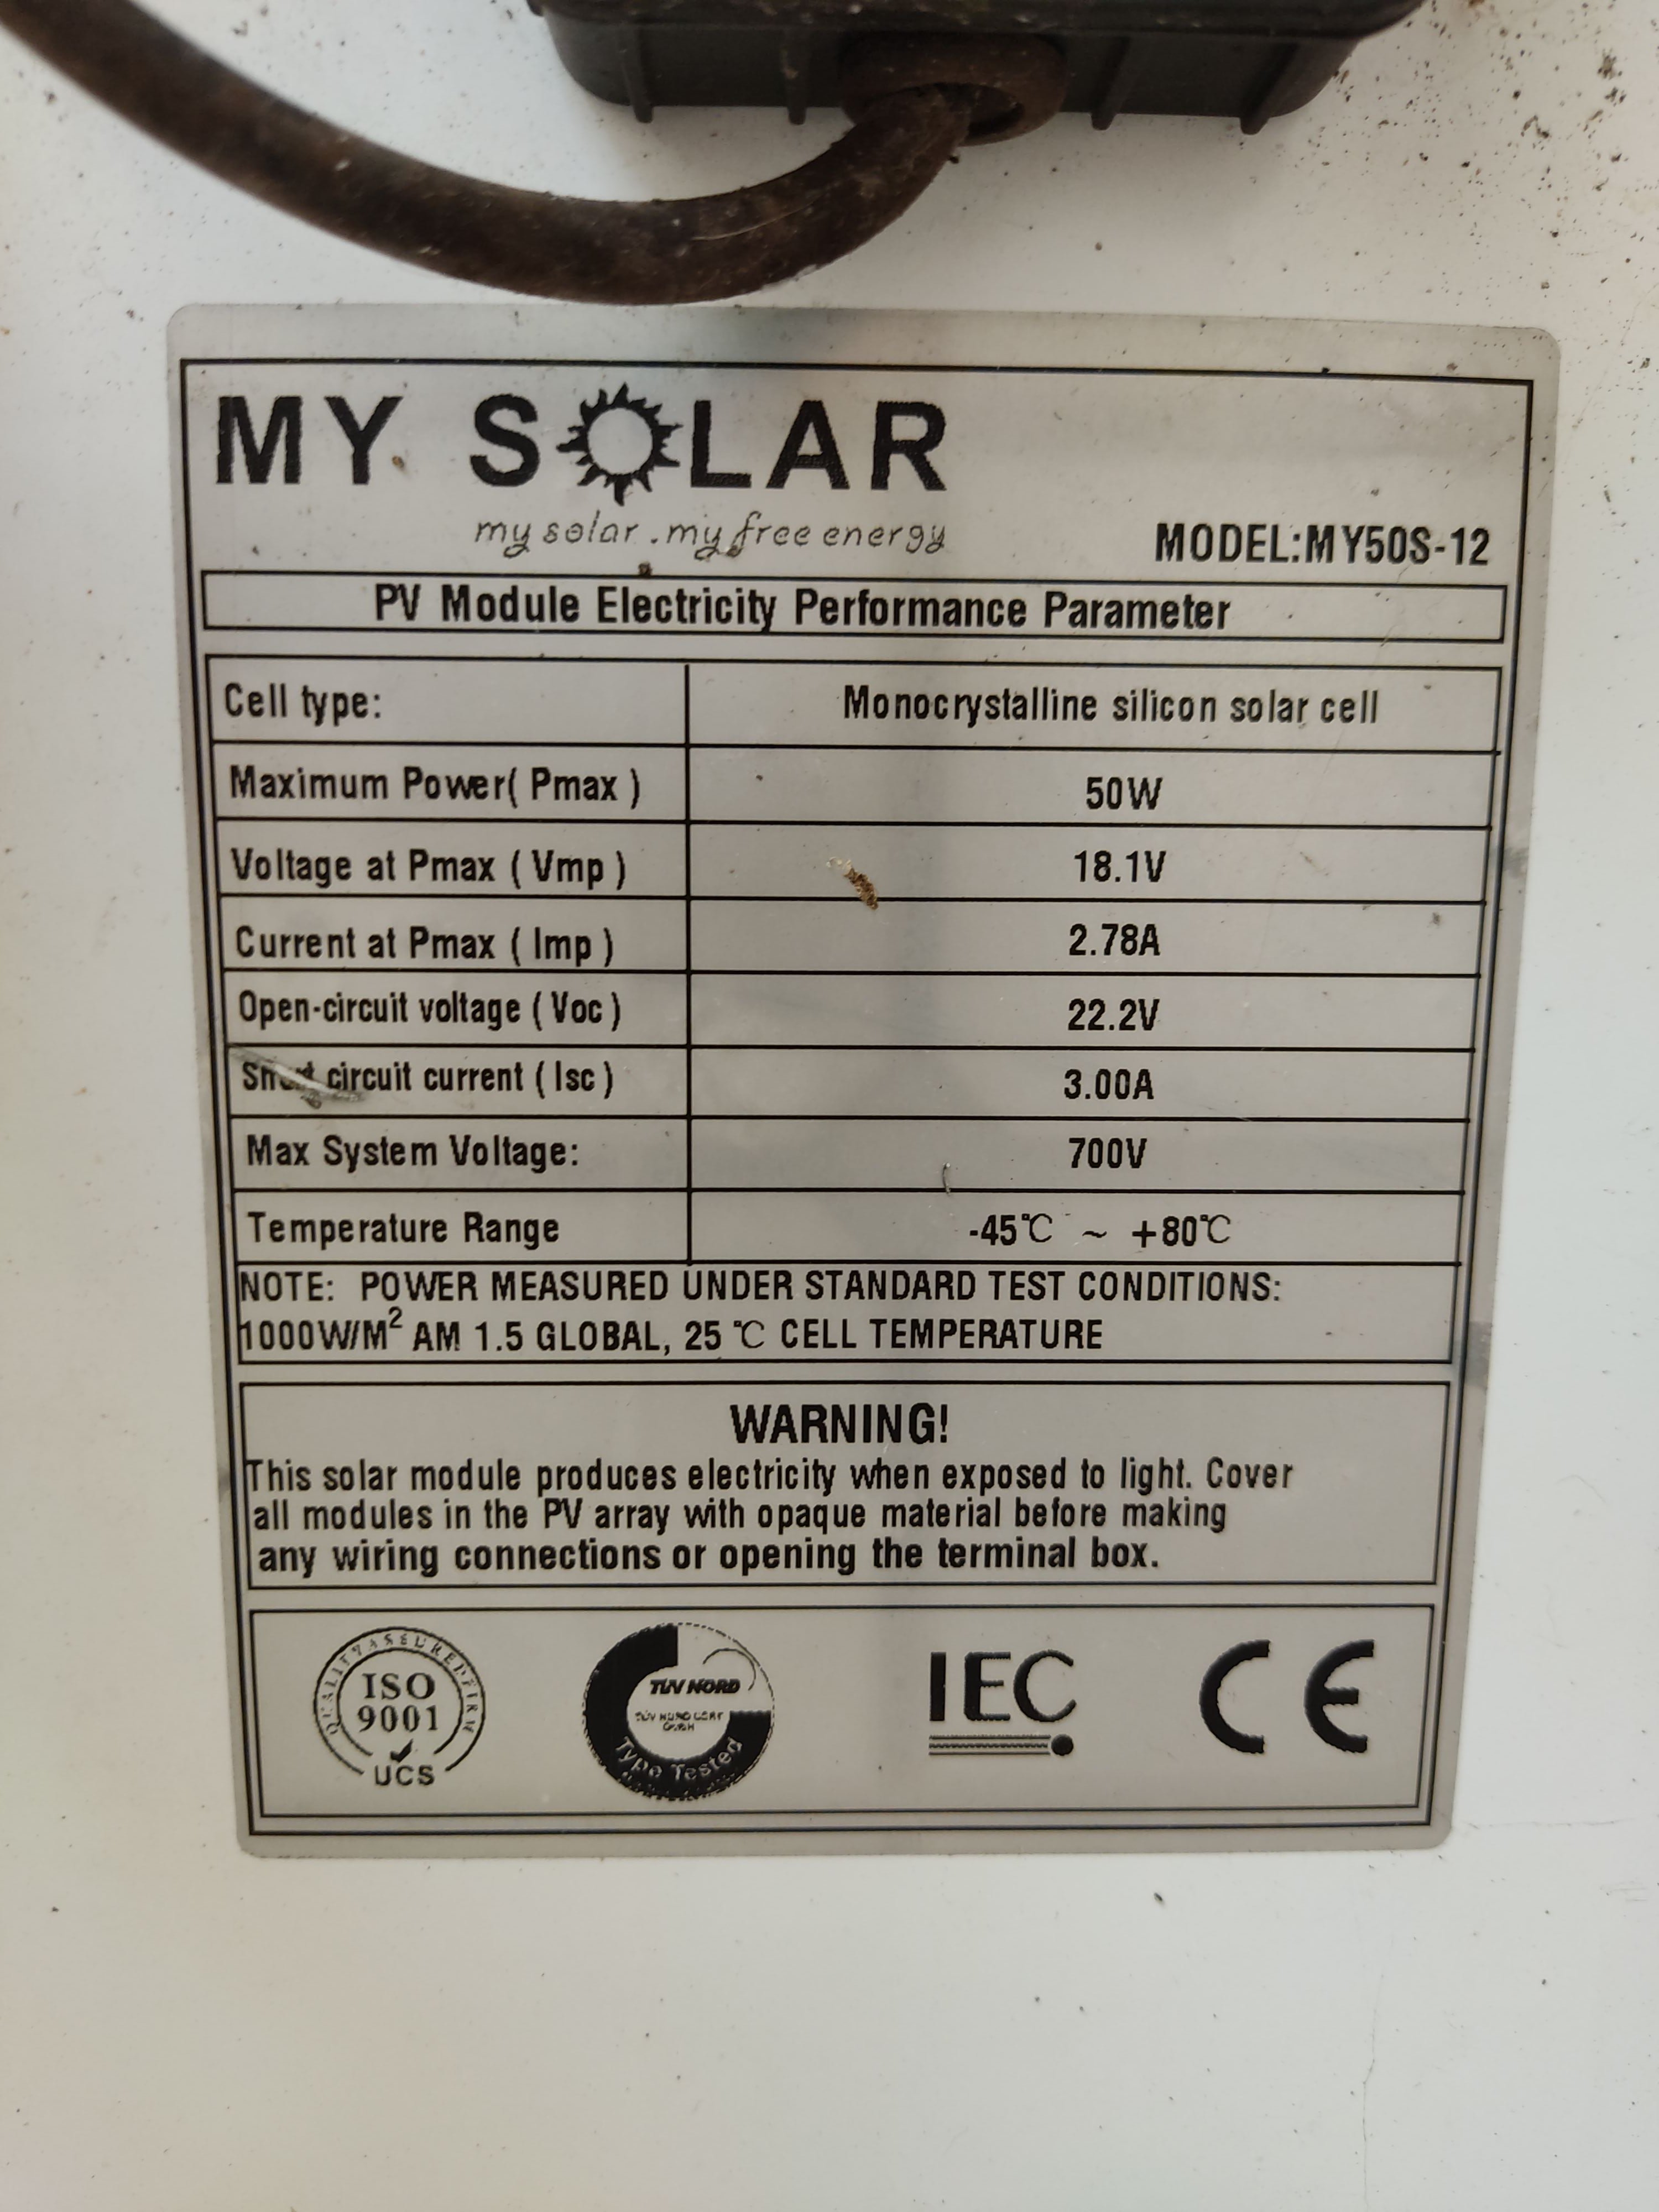 MY SOLAR
my solar . my free energy
MODEL:MY50S-12
PV Module Electricity Performance Parameter
Cell type: Monocrystalline silicon solar cell
Maximum Power( Pmax ) 50W
Voltage at Pmax ( Vmp ) 18.1V
Current at Pmax ( Imp ) 2.78A
Open-circuit voltage ( Voc ) 22.2V
Short circuit current ( Isc ) 3.00A
Max System Voltage: 700V
Temperature Range -45℃ ~ +80℃
NOTE: POWER MEASURED UNDER STANDARD TEST CONDITIONS:
1000W/M² AM 1.5 GLOBAL, 25 ℃ CELL TEMPERATURE
WARNING!
This solar module produces electricity when exposed to light. Cover
all modules in the PV array with opaque material before making
any wiring connections or opening the terminal box.
QUALITY ASSURED FIRM
ISO
9001
UCS
TÜV NORD
Type Tested
IEC
CE